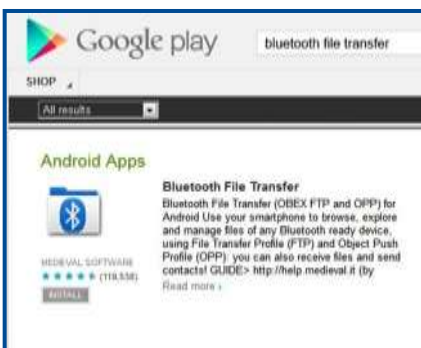 Google play
bluetooth file transfer
SHOP
All results
Android Apps
Bluetooth File Transfer
Bluetooth File Transfer (OBEX FTP and OPP) for
Android Use your smartphone to browse, explore
and manage files of any Bluetooth ready device,
using File Transfer Profile (FTP) and Object Push
Profile (OPP). you can also receive files and send
contacts! GUIDE> http://help.medieval.it (by
MEDIEVAL SOFTWARE
(118,558)
INSTALL
Read more ›